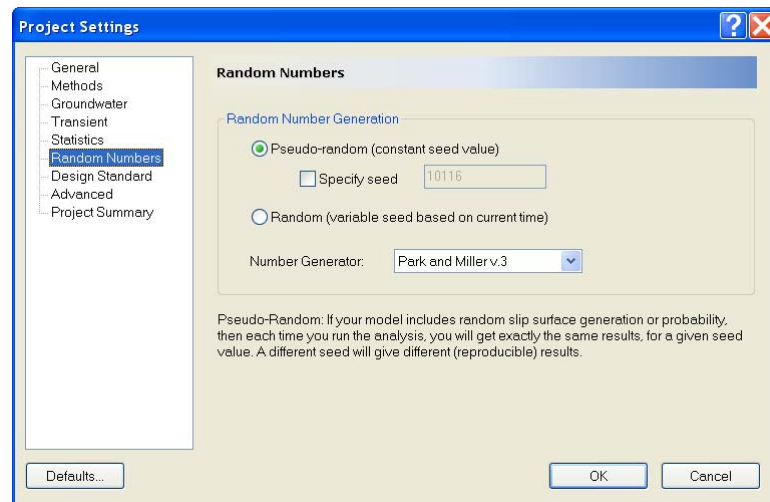 Project Settings
General
Methods
Groundwater
Transient
Statistics
Random Numbers
Design Standard
Advanced
Project Summary
Random Numbers
Random Number Generation
Pseudo-random (constant seed value)
Specify seed 10116
Random (variable seed based on current time)
Number Generator: Park and Miller v.3
Pseudo-Random: If your model includes random slip surface generation or probability,
then each time you run the analysis, you will get exactly the same results, for a given seed
value. A different seed will give different (reproducible) results.
Defaults...
OK
Cancel